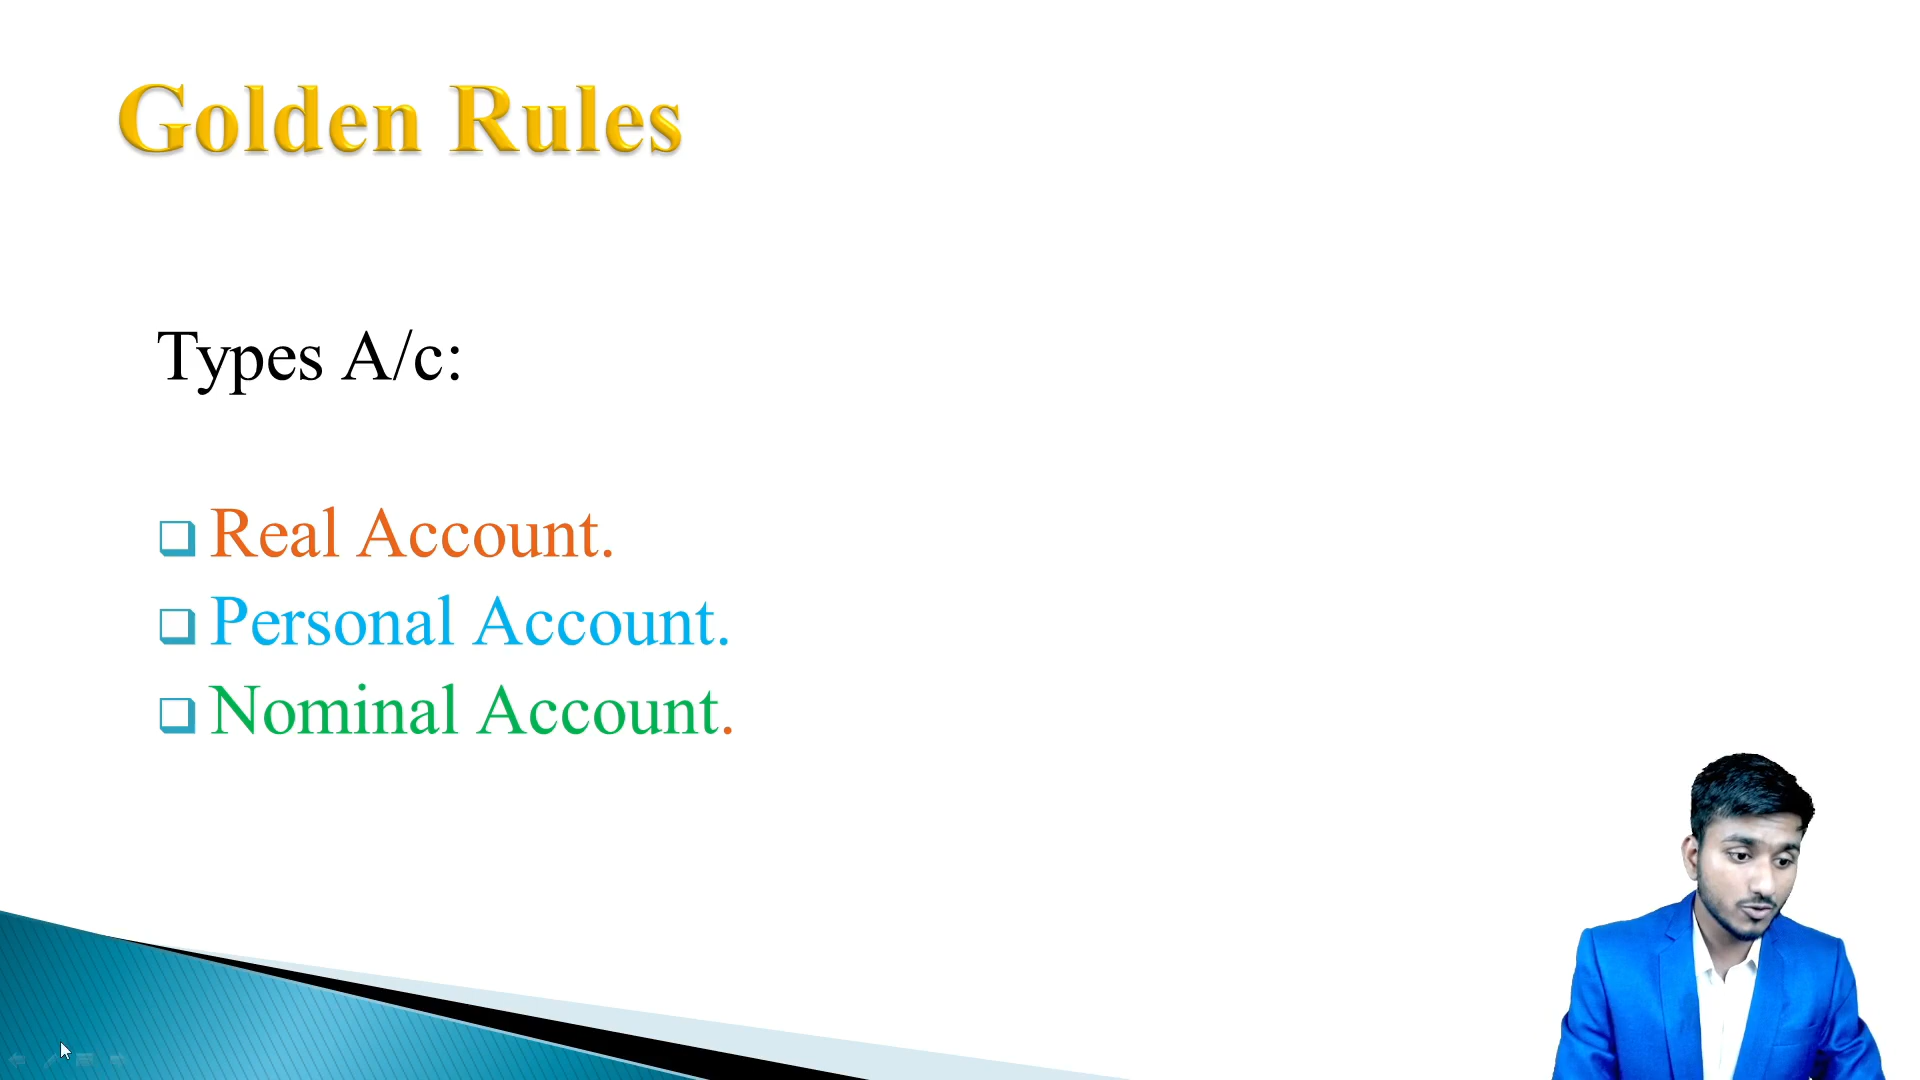 Golden Rules
Types A/c:
Real Account.
Personal Account.
Nominal Account.